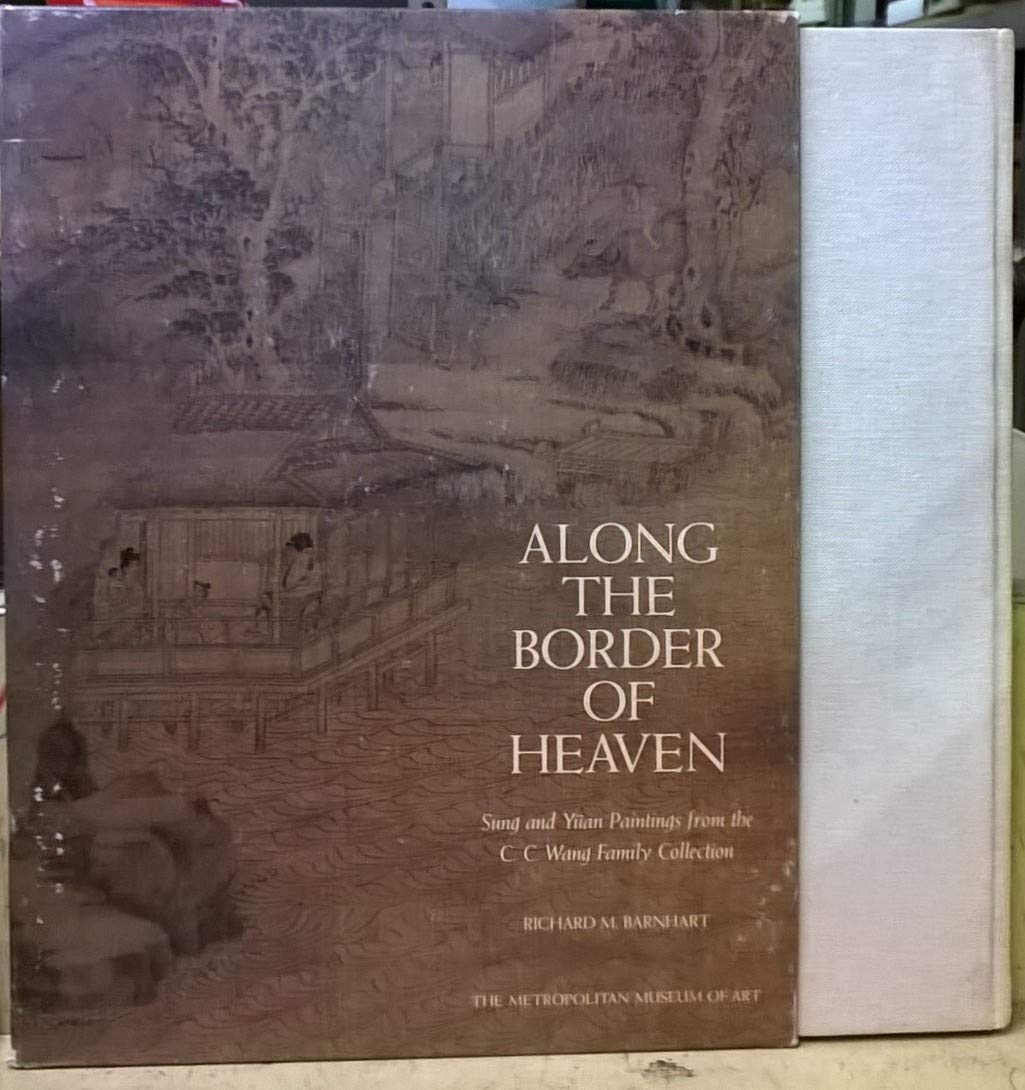 ALONG
THE
BORDER
OF
HEAVEN
Sung and Yüan Paintings from the
C C Wang Family Collection
RICHARD M. BARNHART
THE METROPOLITAN MUSEUM OF ART